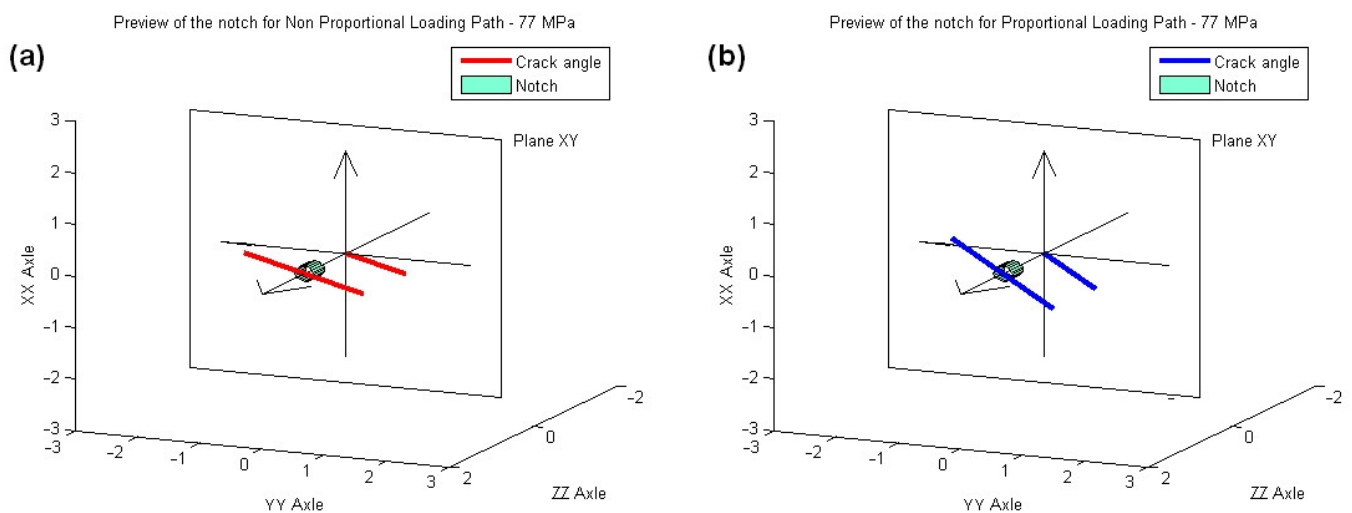 Preview of the notch for Non Proportional Loading Path - 77 MPa
(a)
Crack angle
Notch
Plane XY
3
2
1
0
-1
-2
-3
XX Axle
-3
-2
-1
0
1
2
3
YY Axle
2
0
-2
ZZ Axle
Preview of the notch for Proportional Loading Path - 77 MPa
(b)
Crack angle
Notch
Plane XY
3
2
1
0
-1
-2
-3
XX Axle
-3
-2
-1
0
1
2
3
YY Axle
2
0
-2
ZZ Axle